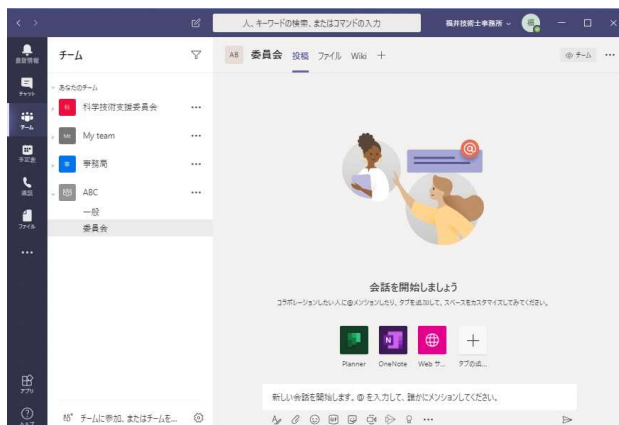 人、キーワードの検索、またはコマンドの入力
福井技術士事務所
福
最新情報
チャット
チーム
予定表
通話
ファイル
アプリ
ヘルプ
チーム
あなたのチーム
科
科学技術支援委員会
MT
My team
事
事務局
ABC
一般
委員会
チームに参加、またはチームを...
AB
委員会
投稿
ファイル
Wiki
チーム
会話を開始しましょう
コラボレーションしたい人に@メンションしたり、タブを追加して、スペースをカスタマイズしてみてください。
Planner
OneNote
Web サ...
タブの追...
新しい会話を開始します。@ を入力して、誰かにメンションしてください。
GIF